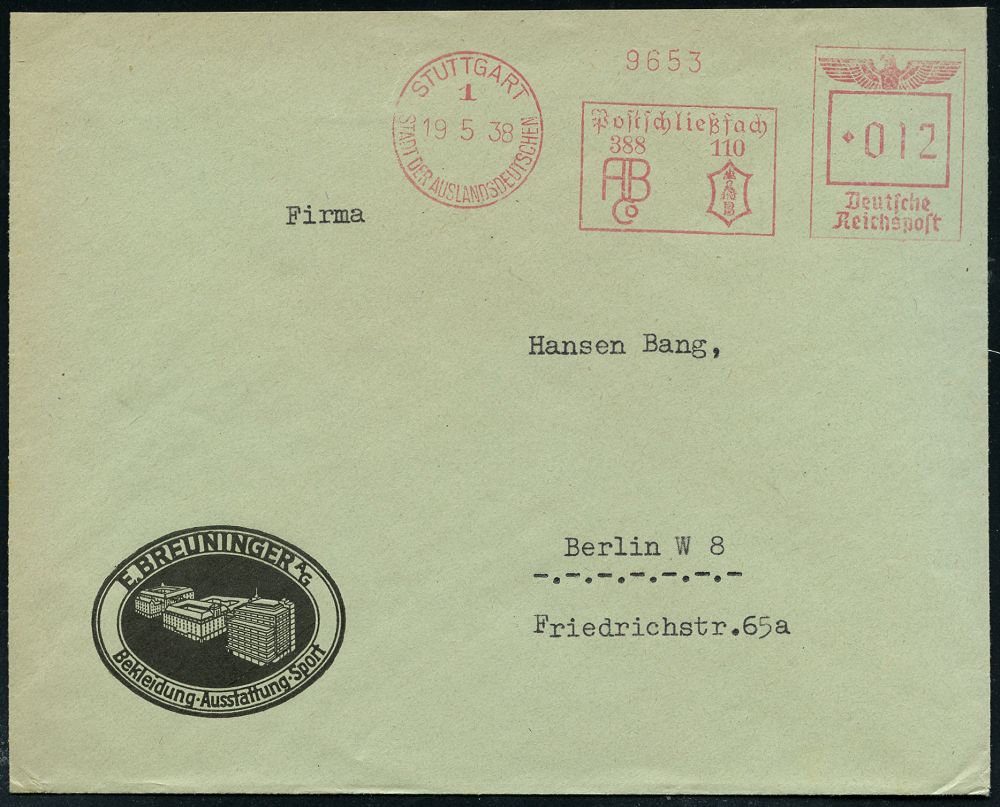 9653
STUTTGART
1
19 5 38
STADT DER AUSLANDSDEUTSCHEN
Postschließfach
388 110
ABCo
012
Deutsche
Reichspost
Firma
Hansen Bang,
Berlin W 8
-.-.-.-.-.-.-
Friedrichstr.65a
E. BREUNINGER A.G.
Bekleidung·Ausstattung·Sport